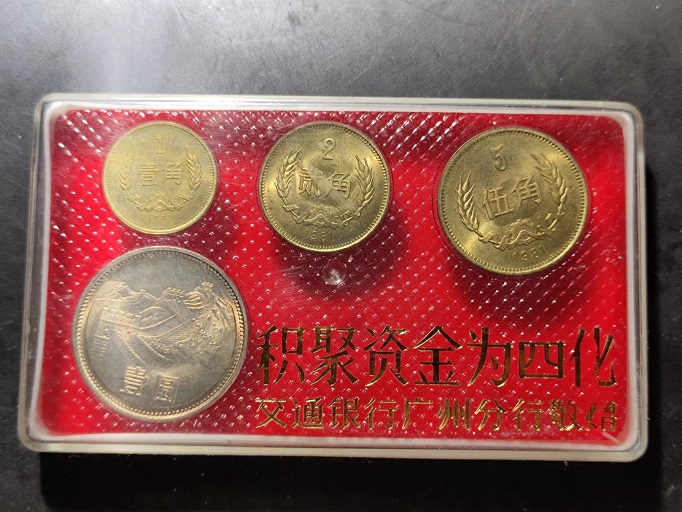 1
壹角
2
贰角
1981
5
伍角
1981
壹圆
积聚资金为四化
交通银行广州分行敬赠